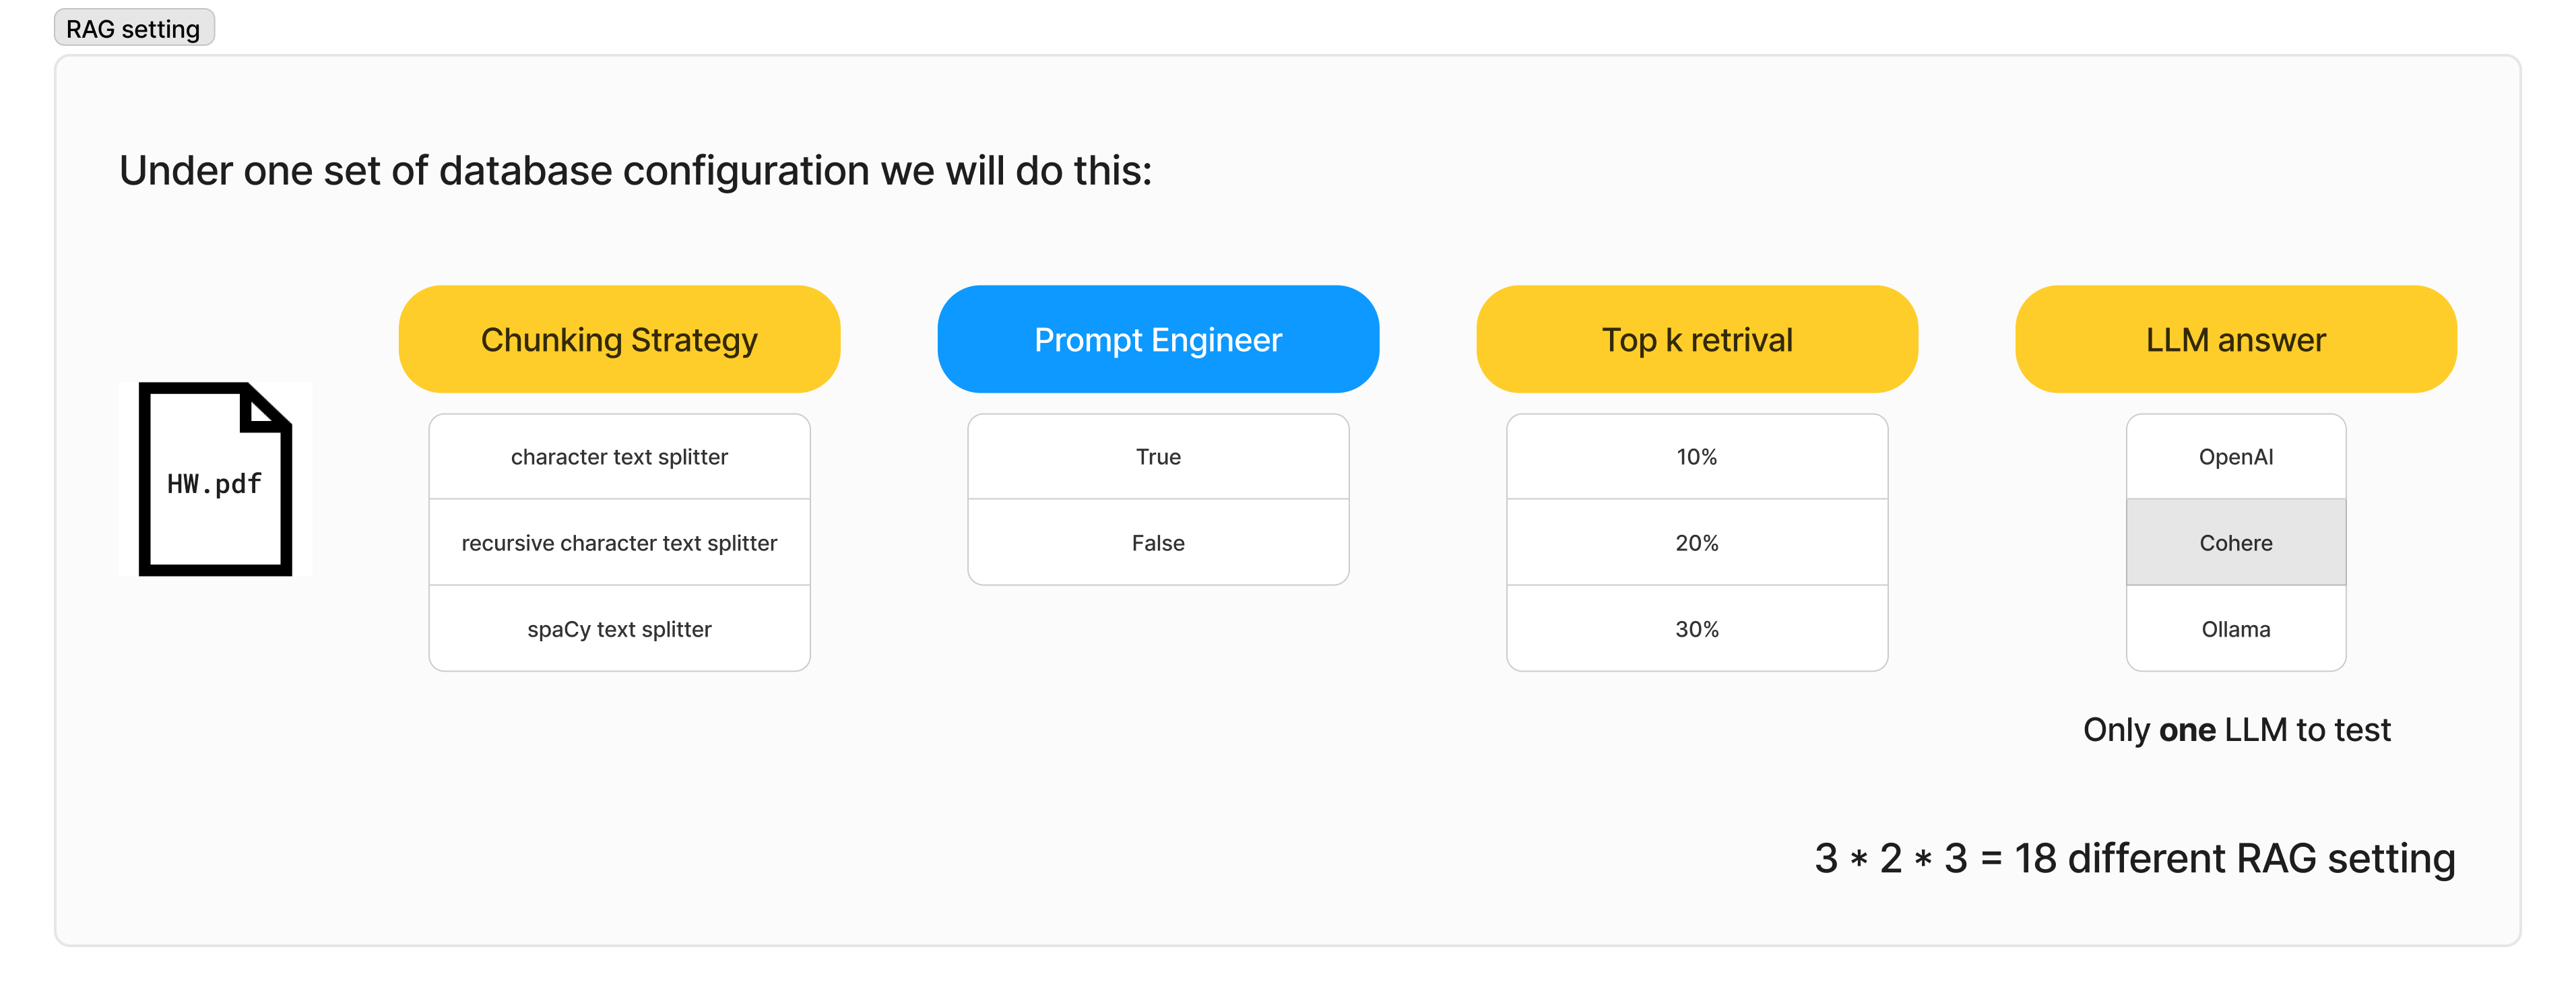 RAG setting
Under one set of database configuration we will do this:
HW.pdf
Chunking Strategy
character text splitter
recursive character text splitter
spaCy text splitter
Prompt Engineer
True
False
Top k retrival
10%
20%
30%
LLM answer
OpenAI
Cohere
Ollama
Only one LLM to test
3 * 2 * 3 = 18 different RAG setting